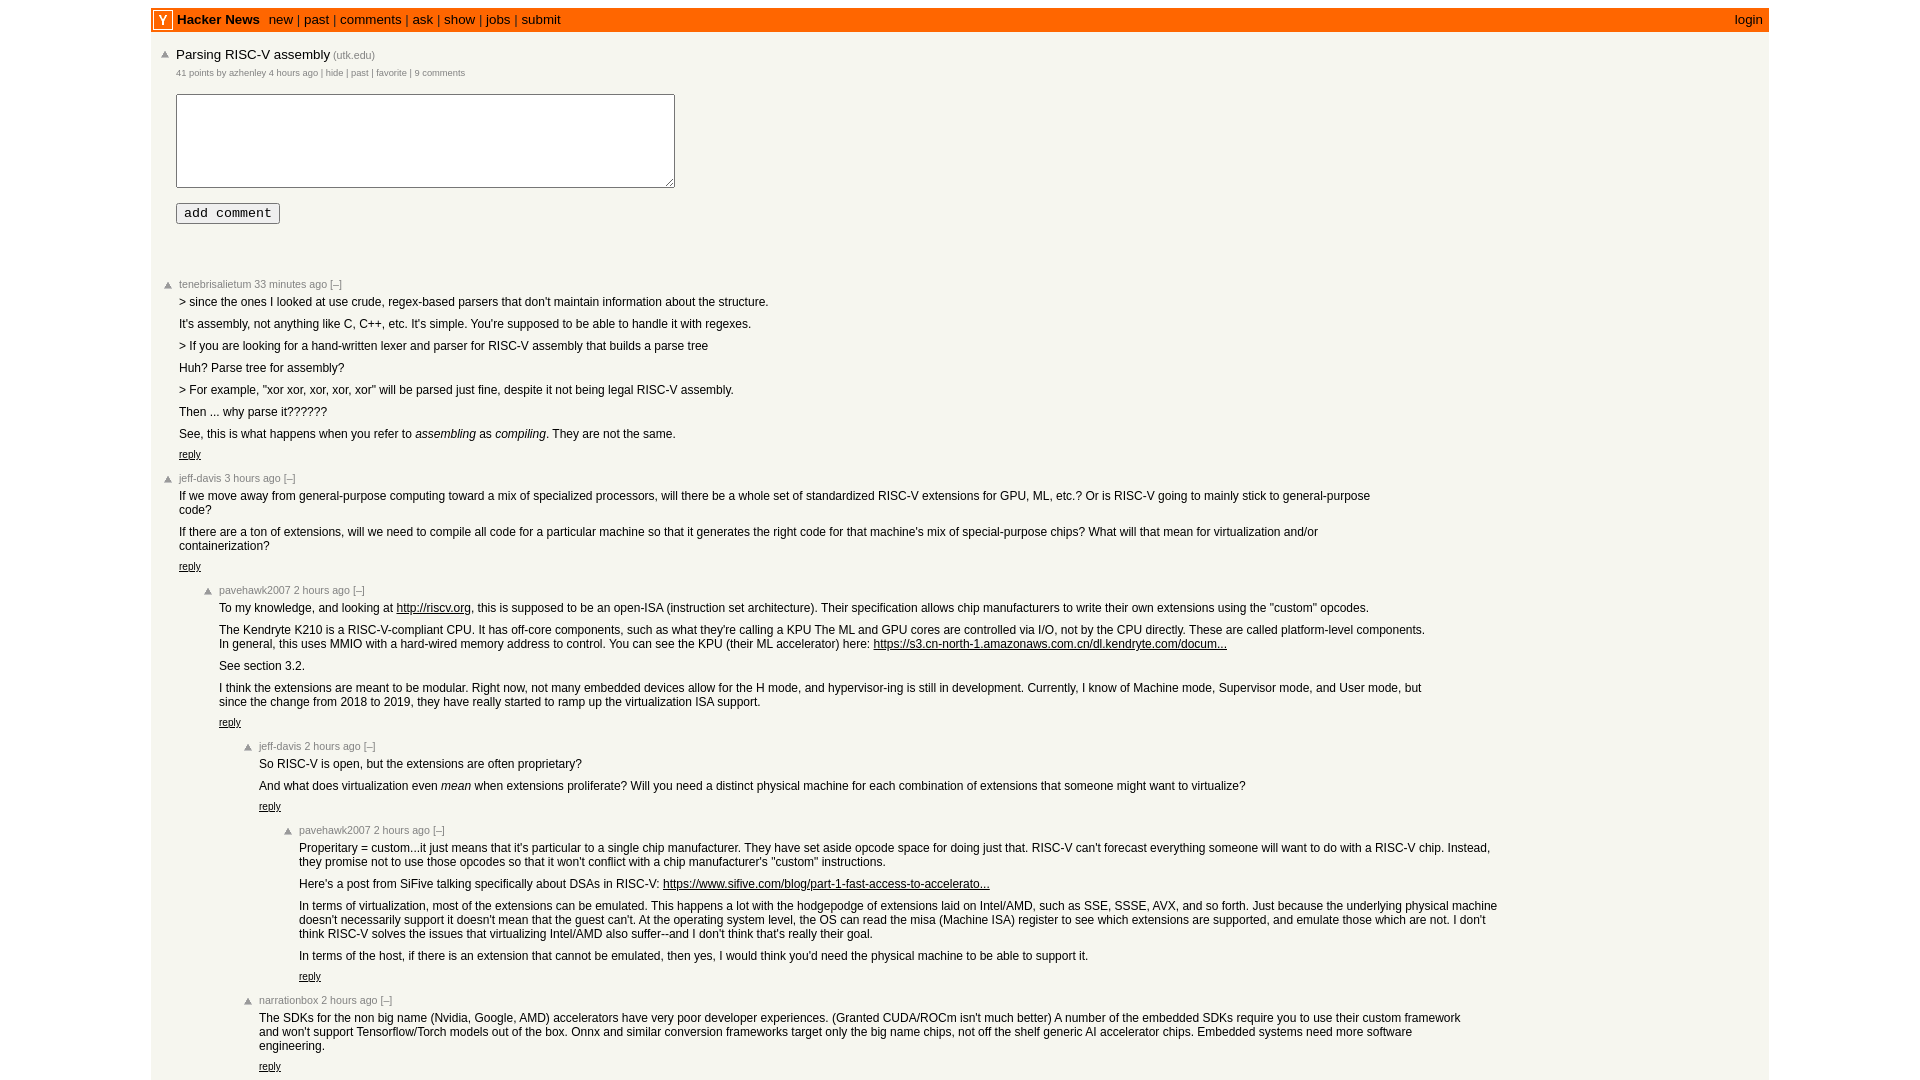 Y Hacker News new | past | comments | ask | show | jobs | submit login
Parsing RISC-V assembly (utk.edu)
41 points by azhenley 4 hours ago | hide | past | favorite | 9 comments
add comment
tenebrisalietum 33 minutes ago [–]
> since the ones I looked at use crude, regex-based parsers that don't maintain information about the structure.
It's assembly, not anything like C, C++, etc. It's simple. You're supposed to be able to handle it with regexes.
> If you are looking for a hand-written lexer and parser for RISC-V assembly that builds a parse tree
Huh? Parse tree for assembly?
> For example, "xor xor, xor, xor, xor" will be parsed just fine, despite it not being legal RISC-V assembly.
Then ... why parse it??????
See, this is what happens when you refer to assembling as compiling. They are not the same.
reply
jeff-davis 3 hours ago [–]
If we move away from general-purpose computing toward a mix of specialized processors, will there be a whole set of standardized RISC-V extensions for GPU, ML, etc.? Or is RISC-V going to mainly stick to general-purpose
code?
If there are a ton of extensions, will we need to compile all code for a particular machine so that it generates the right code for that machine's mix of special-purpose chips? What will that mean for virtualization and/or
containerization?
reply
pavehawk2007 2 hours ago [–]
To my knowledge, and looking at http://riscv.org, this is supposed to be an open-ISA (instruction set architecture). Their specification allows chip manufacturers to write their own extensions using the "custom" opcodes.
The Kendryte K210 is a RISC-V-compliant CPU. It has off-core components, such as what they're calling a KPU The ML and GPU cores are controlled via I/O, not by the CPU directly. These are called platform-level components.
In general, this uses MMIO with a hard-wired memory address to control. You can see the KPU (their ML accelerator) here: https://s3.cn-north-1.amazonaws.com.cn/dl.kendryte.com/docum...
See section 3.2.
I think the extensions are meant to be modular. Right now, not many embedded devices allow for the H mode, and hypervisor-ing is still in development. Currently, I know of Machine mode, Supervisor mode, and User mode, but
since the change from 2018 to 2019, they have really started to ramp up the virtualization ISA support.
reply
jeff-davis 2 hours ago [–]
So RISC-V is open, but the extensions are often proprietary?
And what does virtualization even mean when extensions proliferate? Will you need a distinct physical machine for each combination of extensions that someone might want to virtualize?
reply
pavehawk2007 2 hours ago [–]
Properitary = custom...it just means that it's particular to a single chip manufacturer. They have set aside opcode space for doing just that. RISC-V can't forecast everything someone will want to do with a RISC-V chip. Instead,
they promise not to use those opcodes so that it won't conflict with a chip manufacturer's "custom" instructions.
Here's a post from SiFive talking specifically about DSAs in RISC-V: https://www.sifive.com/blog/part-1-fast-access-to-accelerato...
In terms of virtualization, most of the extensions can be emulated. This happens a lot with the hodgepodge of extensions laid on Intel/AMD, such as SSE, SSSE, AVX, and so forth. Just because the underlying physical machine
doesn't necessarily support it doesn't mean that the guest can't. At the operating system level, the OS can read the misa (Machine ISA) register to see which extensions are supported, and emulate those which are not. I don't
think RISC-V solves the issues that virtualizing Intel/AMD also suffer--and I don't think that's really their goal.
In terms of the host, if there is an extension that cannot be emulated, then yes, I would think you'd need the physical machine to be able to support it.
reply
narrationbox 2 hours ago [–]
The SDKs for the non big name (Nvidia, Google, AMD) accelerators have very poor developer experiences. (Granted CUDA/ROCm isn't much better) A number of the embedded SDKs require you to use their custom framework
and won't support Tensorflow/Torch models out of the box. Onnx and similar conversion frameworks target only the big name chips, not off the shelf generic AI accelerator chips. Embedded systems need more software
engineering.
reply